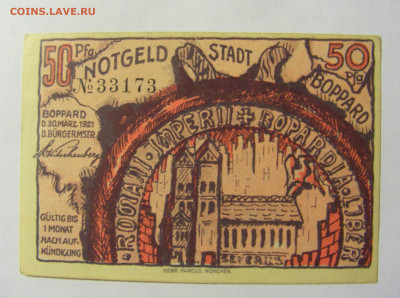 COINS.LAVE.RU
50 Pfg
NOTGELD STADT BOPPARD
50 Pfg
No 33173
BOPPARD
D. 30. MÄRZ. 1921
D. BÜRGERMSTR.
ROMANI · IMPERII + BOPARDIA · LIBER
GÜLTIG BIS
1 MONAT
NACH AUF-
KÜNDIGUNG
GEBR. PARCUS. MÜNCHEN.